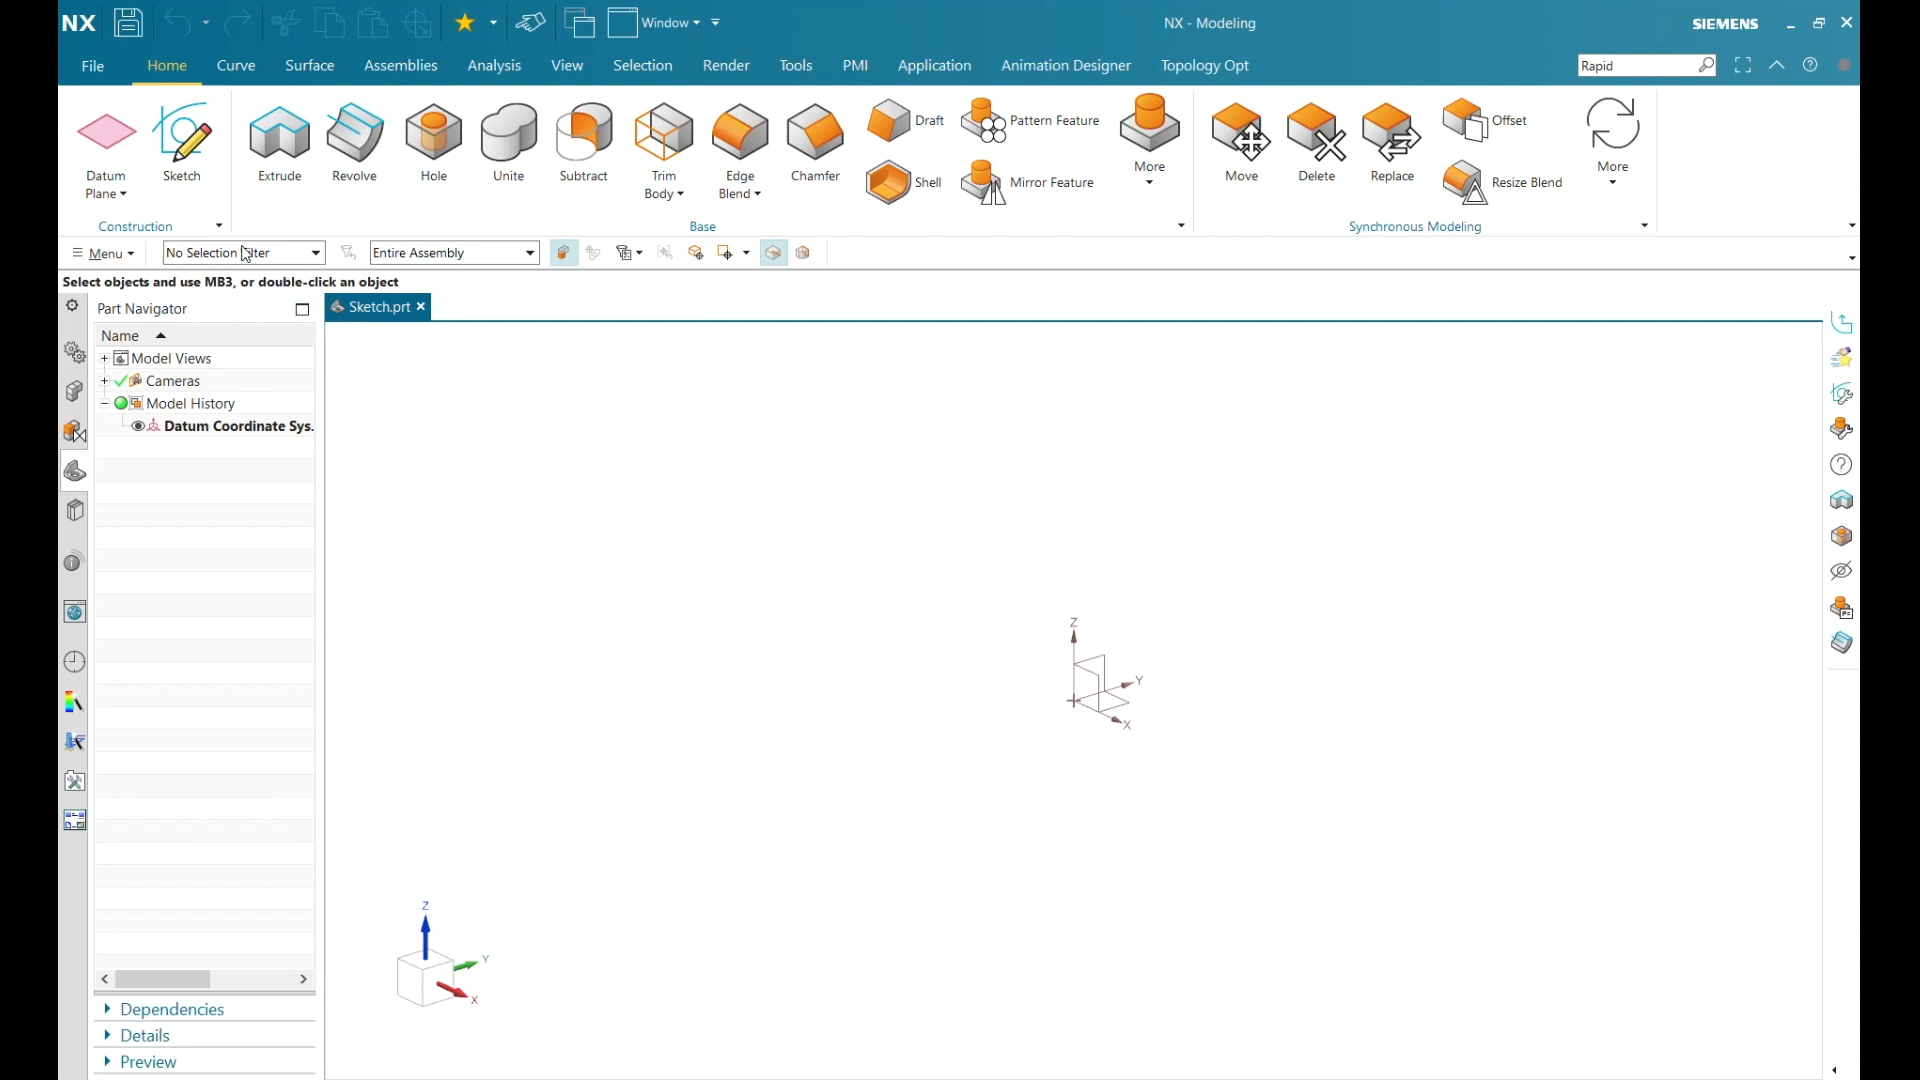 NX
Window
NX - Modeling
SIEMENS
File
Home
Curve
Surface
Assemblies
Analysis
View
Selection
Render
Tools
PMI
Application
Animation Designer
Topology Opt
Rapid
Datum
Plane
Sketch
Extrude
Revolve
Hole
Unite
Subtract
Trim
Body
Edge
Blend
Chamfer
Draft
Shell
Pattern Feature
Mirror Feature
More
Move
Delete
Replace
Offset
Resize Blend
More
Construction
Base
Synchronous Modeling
Menu
No Selection Filter
Entire Assembly
Select objects and use MB3, or double-click an object
Part Navigator
Sketch.prt
Name
Model Views
Cameras
Model History
Datum Coordinate Sys.
Z
Y
X
Z
Y
X
Dependencies
Details
Preview